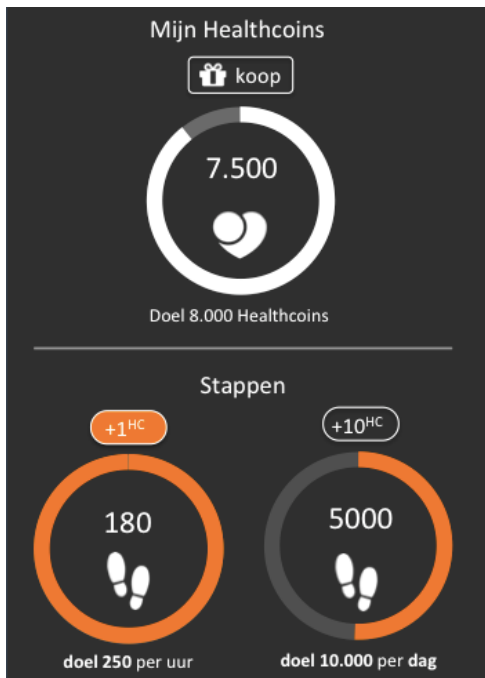 Mijn Healthcoins
koop
7.500
Doel 8.000 Healthcoins
Stappen
+1HC +10HC
180 5000
doel 250 per uur doel 10.000 per dag